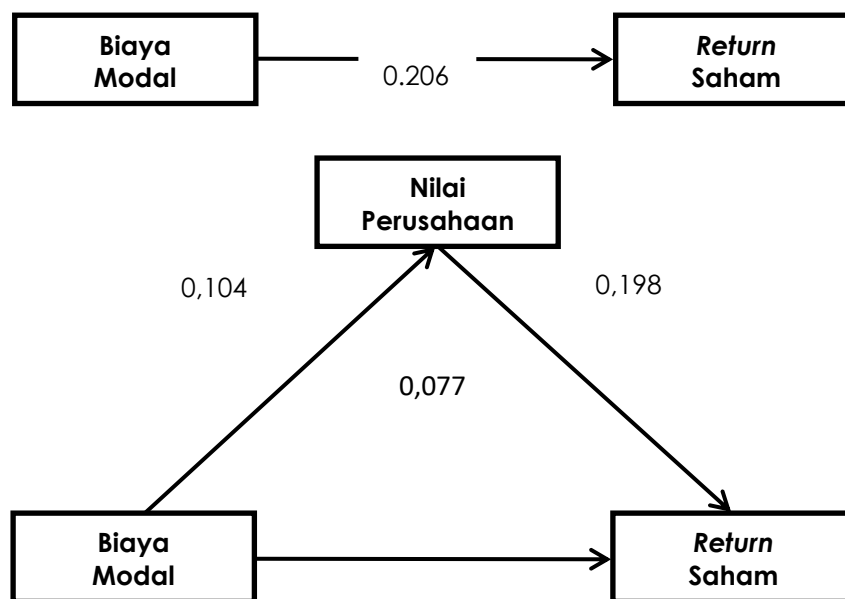 Biaya
Modal
0.206
Return
Saham
Nilai
Perusahaan
0,104
0,198
0,077
Biaya
Modal
Return
Saham